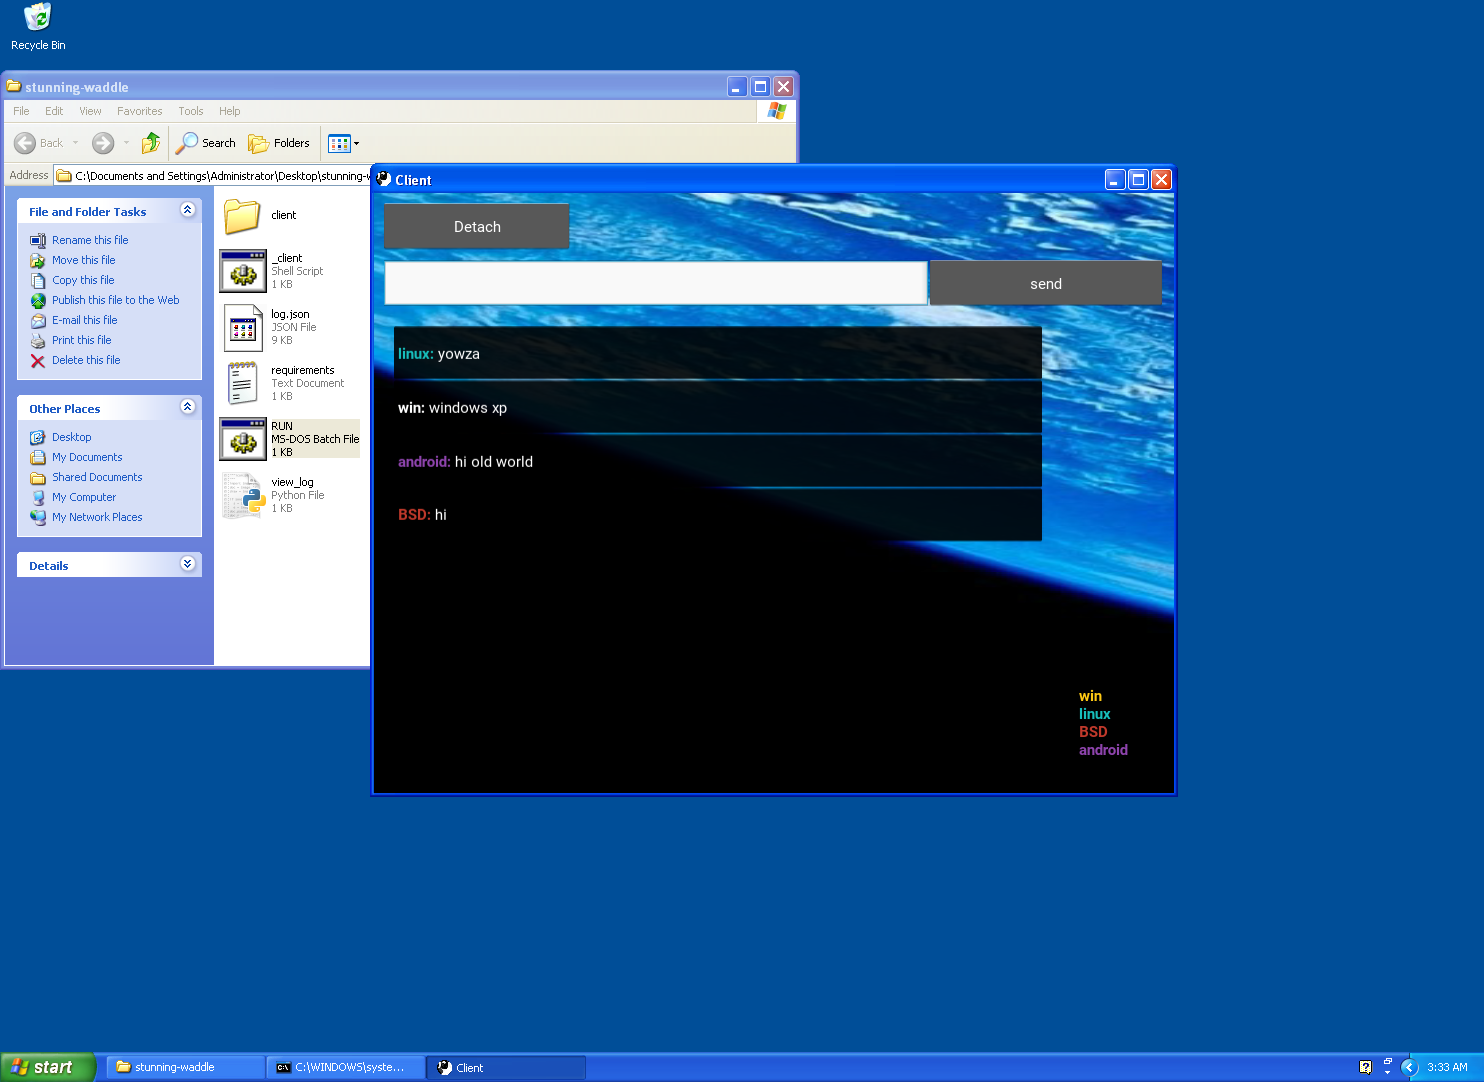 Recycle Bin
stunning-waddle
File Edit View Favorites Tools Help
Back Search Folders
Address C:\Documents and Settings\Administrator\Desktop\stunning-w
File and Folder Tasks
Rename this file
Move this file
Copy this file
Publish this file to the Web
E-mail this file
Print this file
Delete this file
Other Places
Desktop
My Documents
Shared Documents
My Computer
My Network Places
Details
client
_client
Shell Script
1 KB
log.json
JSON File
9 KB
requirements
Text Document
1 KB
RUN
MS-DOS Batch File
1 KB
view_log
Python File
1 KB
Client
Detach
send
linux: yowza
win: windows xp
android: hi old world
BSD: hi
win
linux
BSD
android
start stunning-waddle C:\WINDOWS\syste... Client 3:33 AM